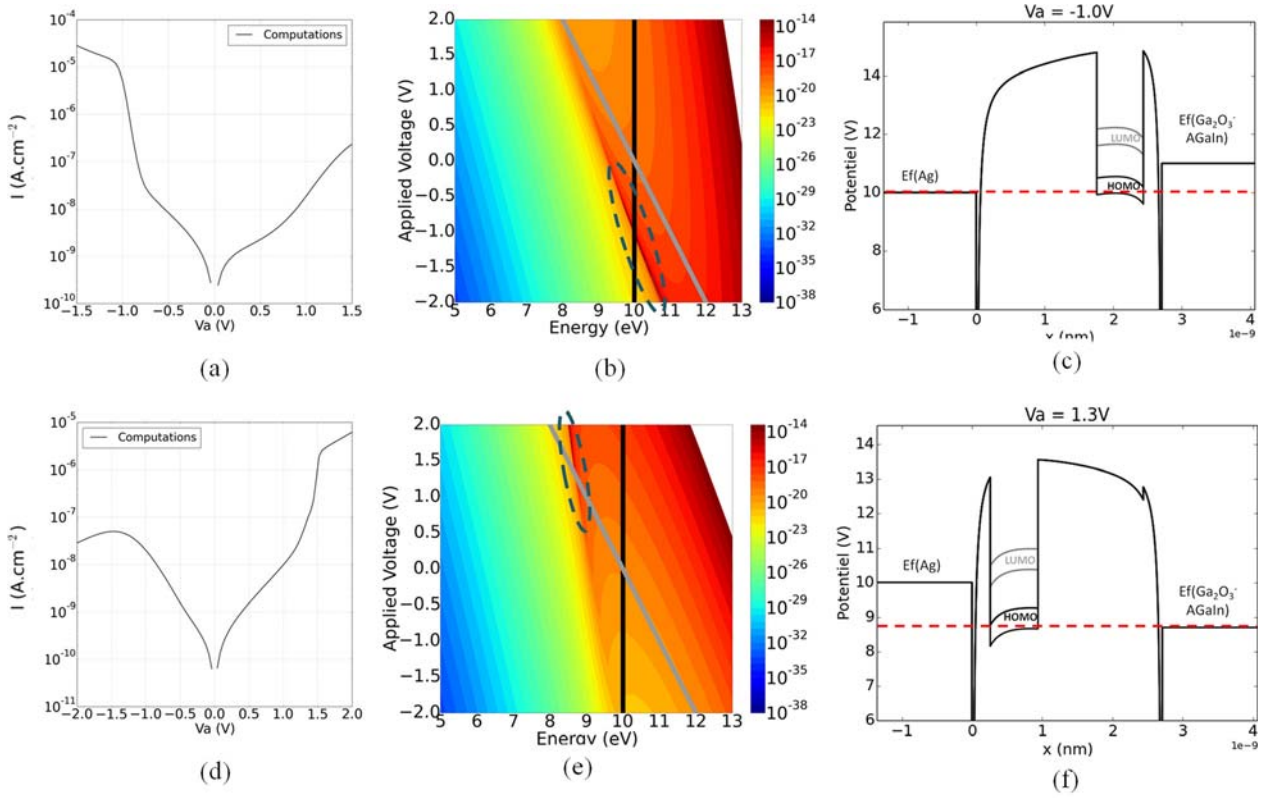 Va = -1.0V
Computations
I (A.cm⁻²)
10⁻⁴
10⁻⁵
10⁻⁶
10⁻⁷
10⁻⁸
10⁻⁹
10⁻¹⁰
−1.5 −1.0 −0.5 0.0 0.5 1.0 1.5
Va (V)
(a)
Applied Voltage (V)
2.0
1.5
1.0
0.5
0.0
-0.5
-1.0
-1.5
-2.0
5 6 7 8 9 10 11 12 13
Energy (eV)
10⁻¹⁴
10⁻¹⁷
10⁻²⁰
10⁻²³
10⁻²⁶
10⁻²⁹
10⁻³²
10⁻³⁵
10⁻³⁸
(b)
Potentiel (V)
14
12
10
8
6
Ef(Ag)
LUMO
HOMO
Ef(Ga₂O₃-
AGaIn)
−1 0 1 2 3 4
1e−9
x (nm)
(c)
Computations
I (A.cm⁻²)
10⁻⁵
10⁻⁶
10⁻⁷
10⁻⁸
10⁻⁹
10⁻¹⁰
10⁻¹¹
−2.0 −1.5 −1.0 −0.5 0.0 0.5 1.0 1.5 2.0
Va (V)
(d)
Applied Voltage (V)
2.0
1.5
1.0
0.5
0.0
-0.5
-1.0
-1.5
-2.0
5 6 7 8 9 10 11 12 13
Energy (eV)
10⁻¹⁴
10⁻¹⁷
10⁻²⁰
10⁻²³
10⁻²⁶
10⁻²⁹
10⁻³²
10⁻³⁵
10⁻³⁸
(e)
Va = 1.3V
Potentiel (V)
14
13
12
11
10
9
8
7
6
Ef(Ag)
LUMO
HOMO
Ef(Ga₂O₃-
AGaIn)
−1 0 1 2 3 4
1e−9
x (nm)
(f)